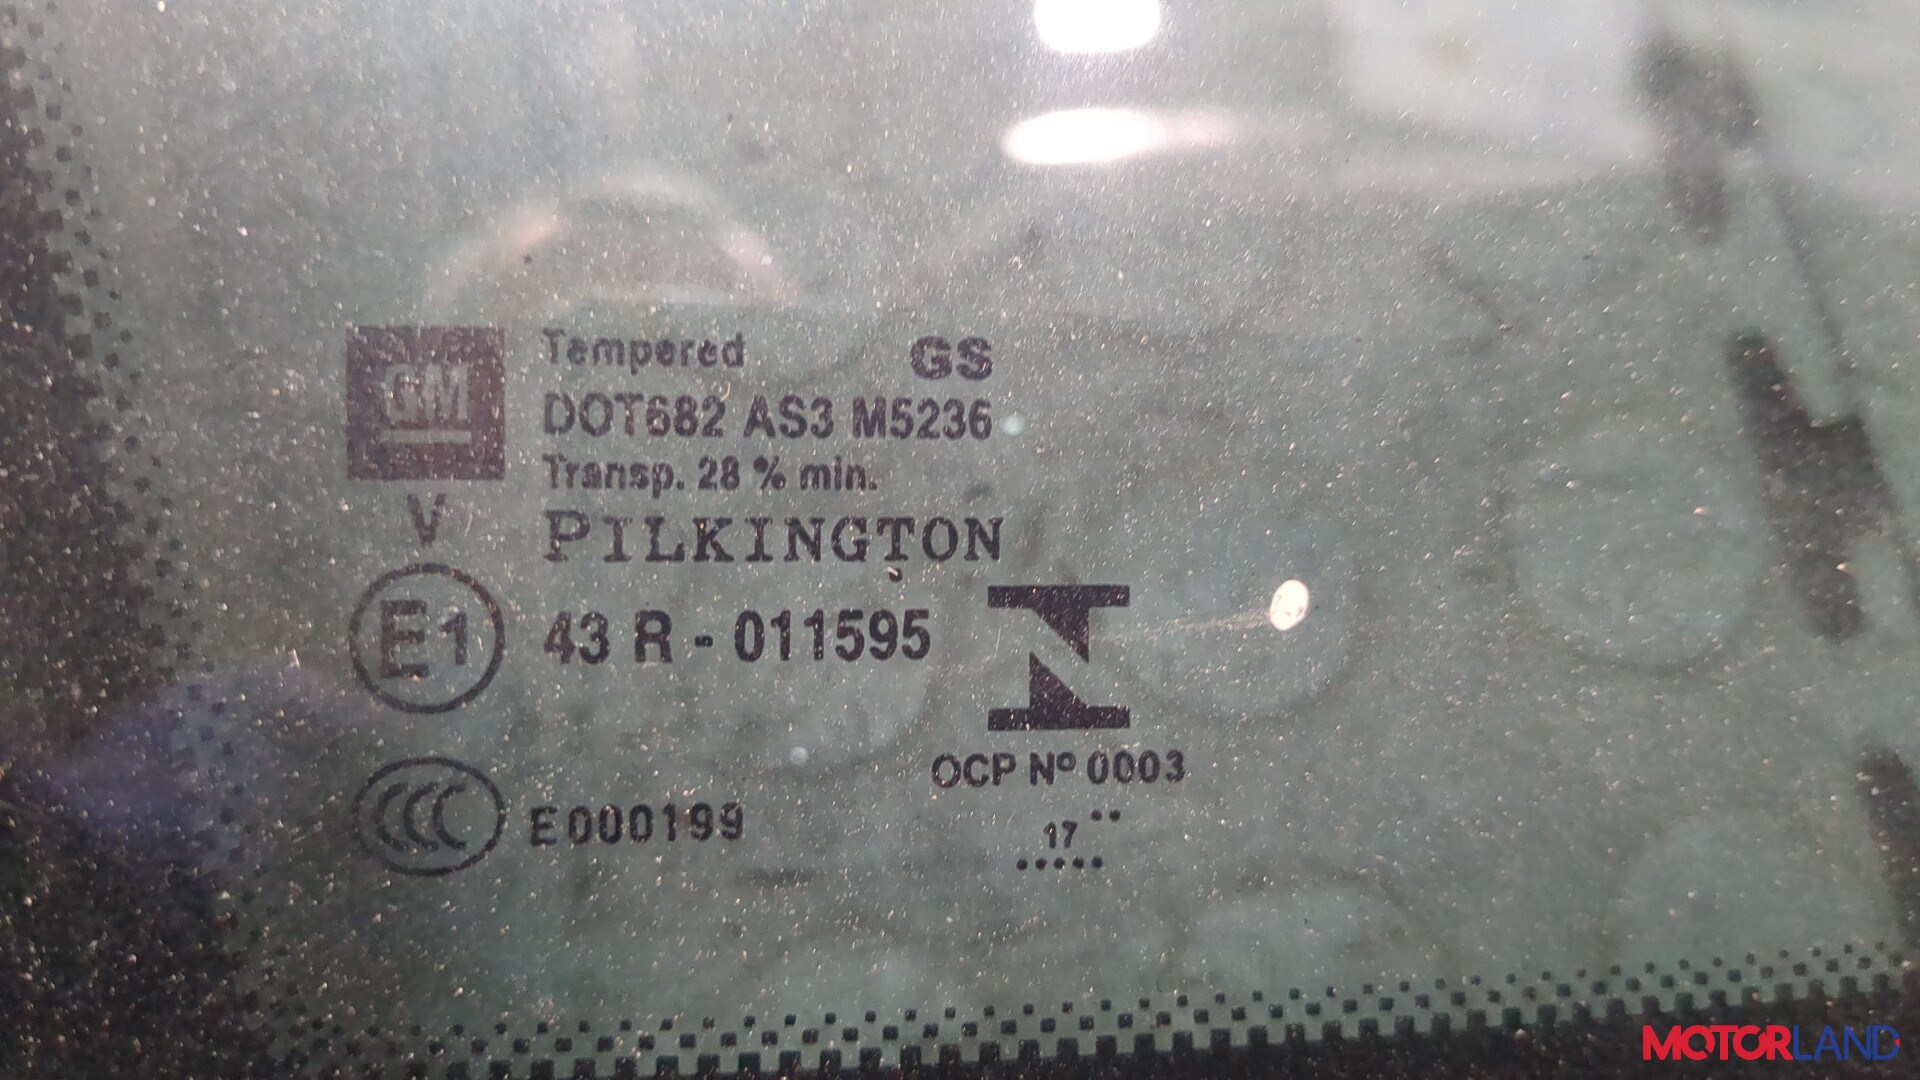 GM
Tempered GS
DOT682 AS3 M5236
Transp. 28 % min.
V
PILKINGTON
E1 43 R - 011595
OCP Nº 0003
CCC E000199
..
17
.....
MOTORLAND